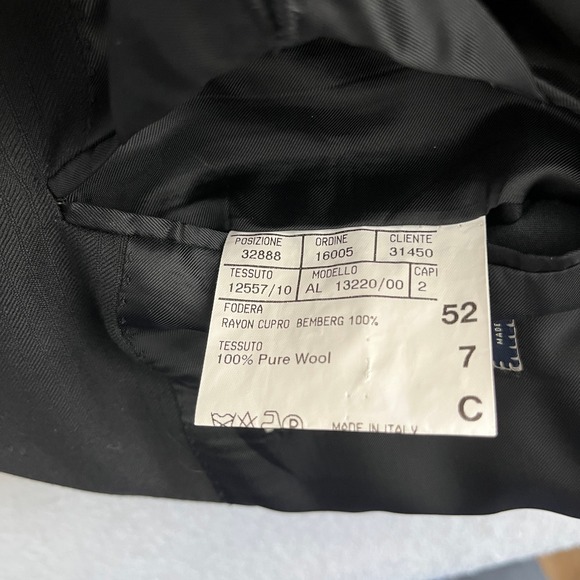 POSIZIONE ORDINE CLIENTE
32888 16005 31450
TESSUTO MODELLO CAPI
12557/10 AL 13220/00 2
FODERA
RAYON CUPRO BEMBERG 100%
52
TESSUTO
100% Pure Wool
7
C
P
MADE IN ITALY
MADE